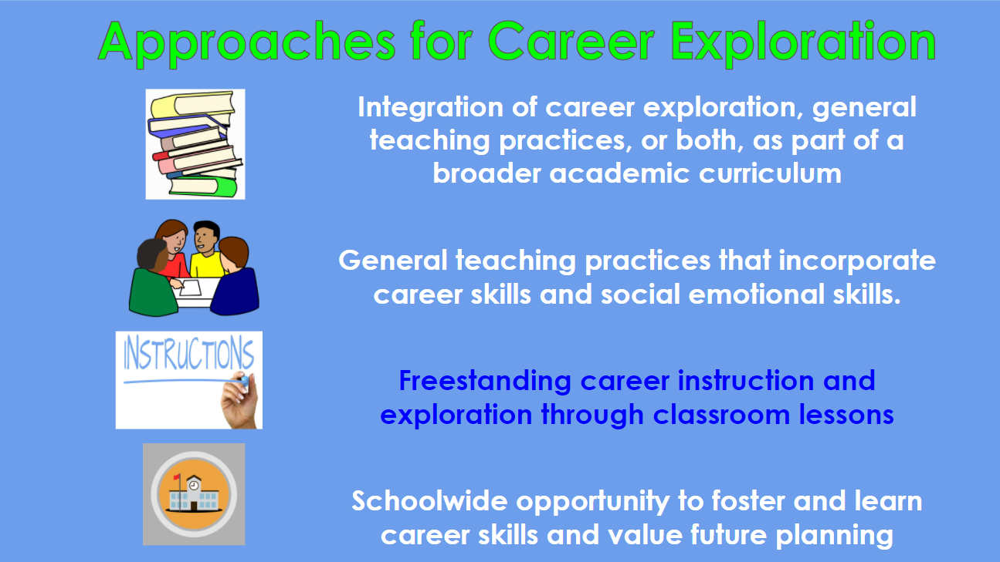 Approaches for Career Exploration
Integration of career exploration, general
teaching practices, or both, as part of a
broader academic curriculum
General teaching practices that incorporate
career skills and social emotional skills.
INSTRUCTIONS
Freestanding career instruction and
exploration through classroom lessons
Schoolwide opportunity to foster and learn
career skills and value future planning